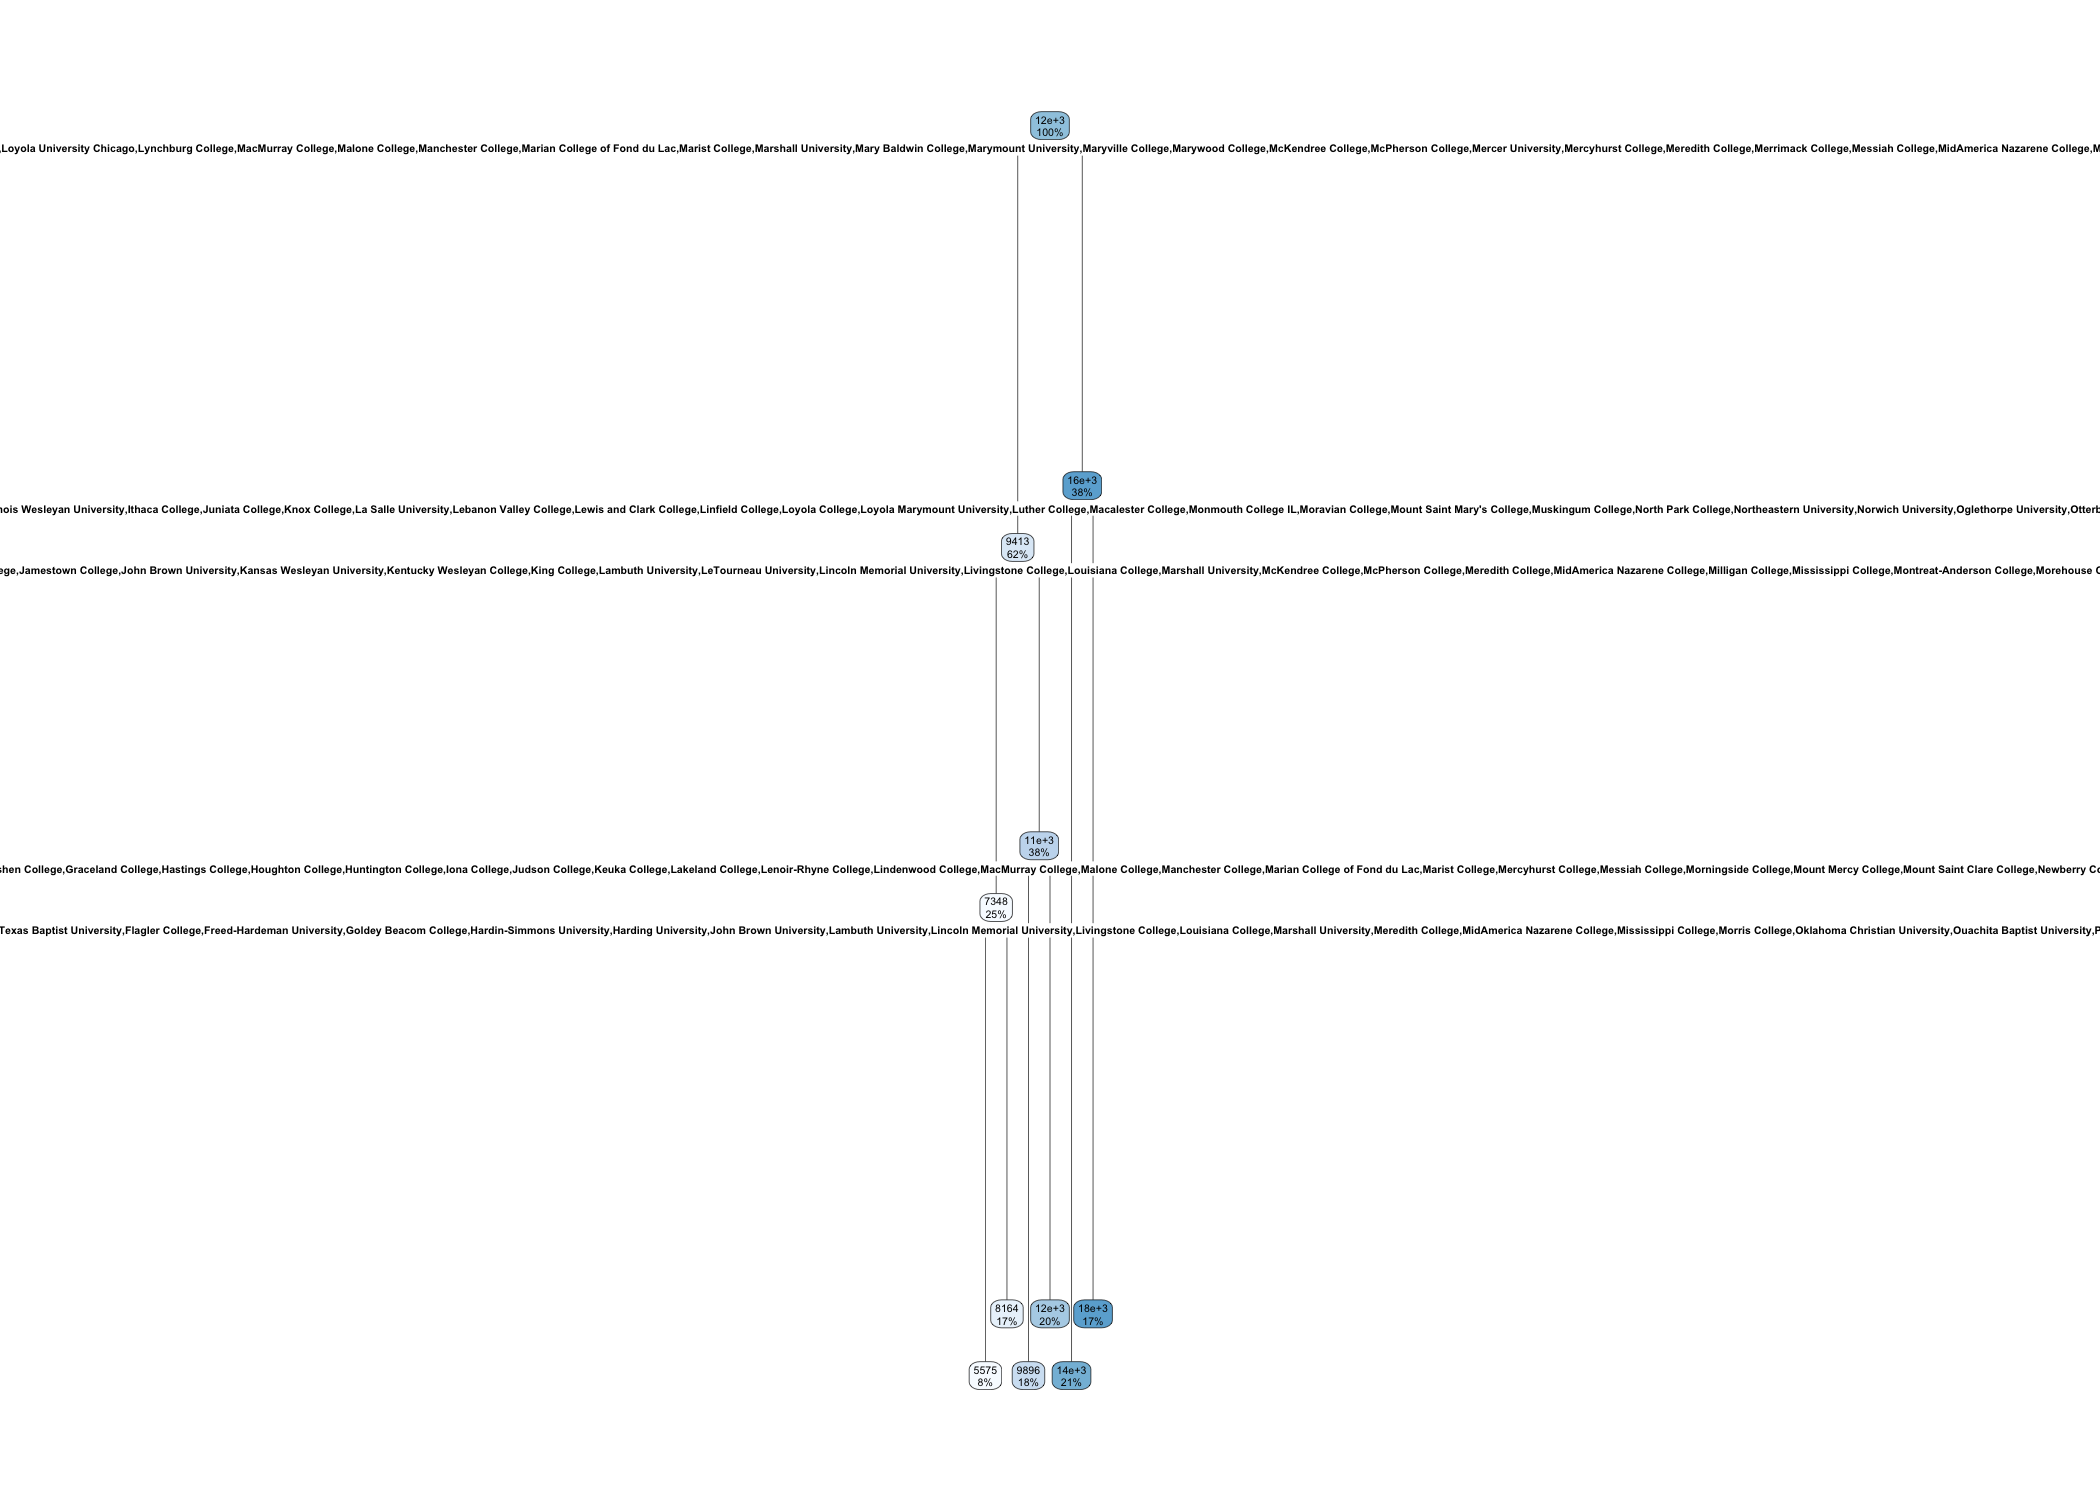 12e+3
100%
,Loyola University Chicago,Lynchburg College,MacMurray College,Malone College,Manchester College,Marian College of Fond du Lac,Marist College,Marshall University,Mary Baldwin College,Marymount University,Maryville College,Marywood College,McKendree College,McPherson College,Mercer University,Mercyhurst College,Meredith College,Merrimack College,Messiah College,MidAmerica Nazarene College,M
16e+3
38%
nois Wesleyan University,Ithaca College,Juniata College,Knox College,La Salle University,Lebanon Valley College,Lewis and Clark College,Linfield College,Loyola College,Loyola Marymount University,Luther College,Macalester College,Monmouth College IL,Moravian College,Mount Saint Mary's College,Muskingum College,North Park College,Northeastern University,Norwich University,Oglethorpe University,Otterb
9413
62%
ege,Jamestown College,John Brown University,Kansas Wesleyan University,Kentucky Wesleyan College,King College,Lambuth University,LeTourneau University,Lincoln Memorial University,Livingstone College,Louisiana College,Marshall University,McKendree College,McPherson College,Meredith College,MidAmerica Nazarene College,Milligan College,Mississippi College,Montreat-Anderson College,Morehouse C
11e+3
38%
shen College,Graceland College,Hastings College,Houghton College,Huntington College,Iona College,Judson College,Keuka College,Lakeland College,Lenoir-Rhyne College,Lindenwood College,MacMurray College,Malone College,Manchester College,Marian College of Fond du Lac,Marist College,Mercyhurst College,Messiah College,Morningside College,Mount Mercy College,Mount Saint Clare College,Newberry Co
7348
25%
Texas Baptist University,Flagler College,Freed-Hardeman University,Goldey Beacom College,Hardin-Simmons University,Harding University,John Brown University,Lambuth University,Lincoln Memorial University,Livingstone College,Louisiana College,Marshall University,Meredith College,MidAmerica Nazarene College,Mississippi College,Morris College,Oklahoma Christian University,Ouachita Baptist University,P
8164 12e+3 18e+3
17% 20% 17%
5575 9896 14e+3
8% 18% 21%